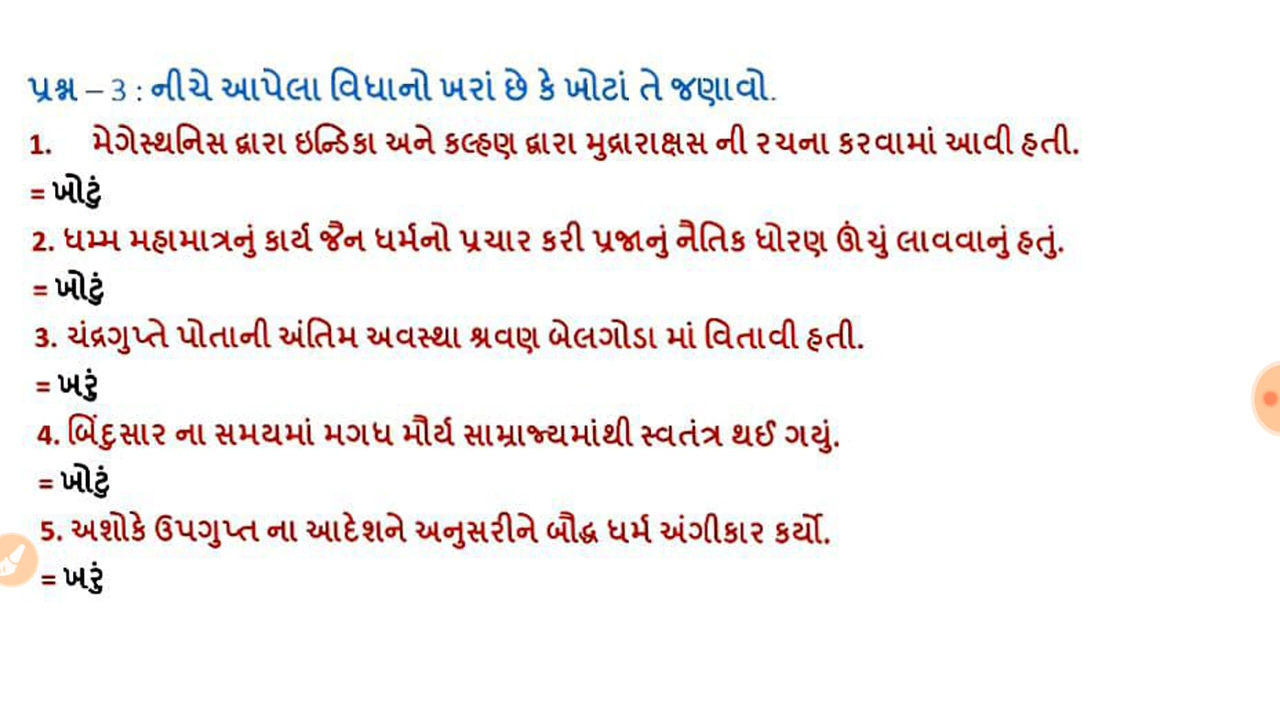 પ્રશ્ન – 3 : નીચે આપેલા વિધાનો ખરાં છે કે ખોટાં તે જણાવો.
1. મેગેસ્થનિસ દ્વારા ઇન્ડિકા અને કલ્હણ દ્વારા મુદ્રારાક્ષસ ની રચના કરવામાં આવી હતી.
= ખોટું
2. ધમ્મ મહામાત્રનું કાર્ય જૈન ધર્મનો પ્રચાર કરી પ્રજાનું નૈતિક ધોરણ ઊંચું લાવવાનું હતું.
= ખોટું
3. ચંદ્રગુપ્તે પોતાની અંતિમ અવસ્થા શ્રવણ બેલગોડા માં વિતાવી હતી.
= ખરું
4. બિંદુસાર ના સમયમાં મગધ મૌર્ય સામ્રાજ્યમાંથી સ્વતંત્ર થઈ ગયું.
= ખોટું
5. અશોકે ઉપગુપ્ત ના આદેશને અનુસરીને બૌદ્ધ ધર્મ અંગીકાર કર્યો.
= ખરું